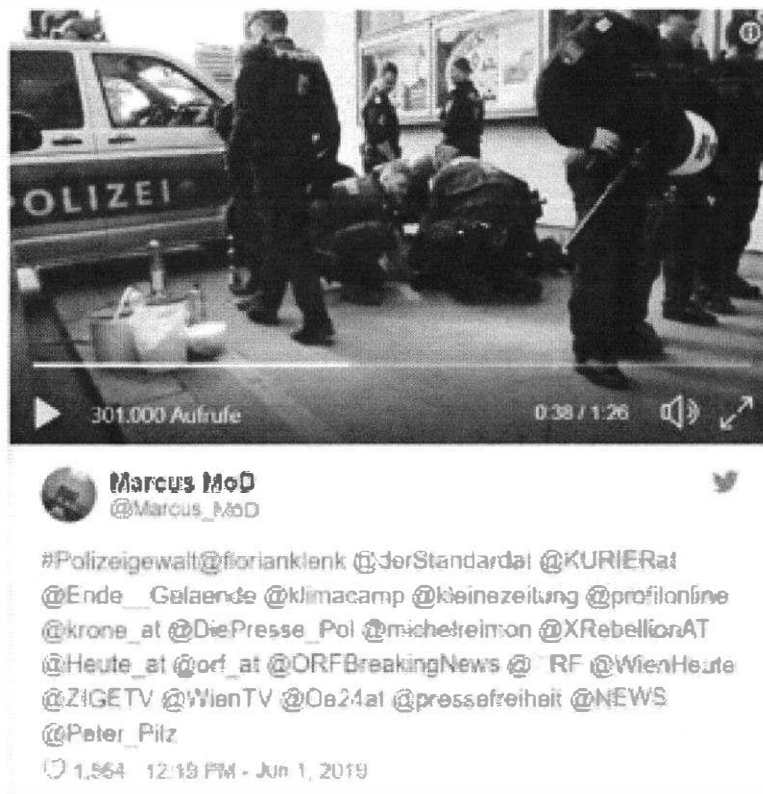 POLIZEI
301.000 Aufrufe 0:38 / 1:26
Marcus MoD
@Marcus_MoD
#Polizeigewalt@florianklenk @derStandardat @KURIERat
@Ende__Gelaende @klimacamp @kleinezeitung @profilonline
@krone_at @DiePresse_Pol @michelreimon @XRebellionAT
@Heute_at @orf_at @ORFBreakingNews @ RF @WienHeute
@ZIGETV @WienTV @Oe24at @pressefreiheit @NEWS
@Peter_Pilz
1,564 12:19 PM - Jun 1, 2019